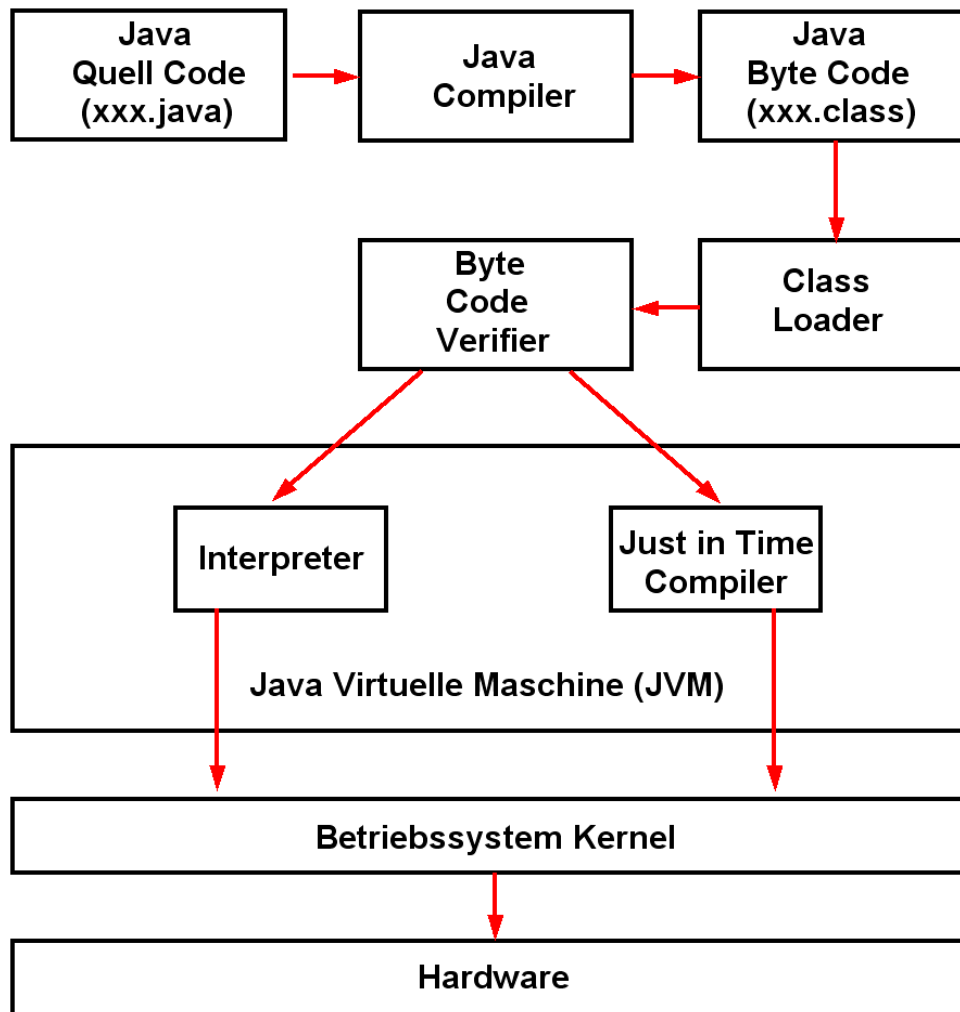 Java
Quell Code
(xxx.java)
Java
Compiler
Java
Byte Code
(xxx.class)
Byte
Code
Verifier
Class
Loader
Interpreter
Just in Time
Compiler
Java Virtuelle Maschine (JVM)
Betriebssystem Kernel
Hardware